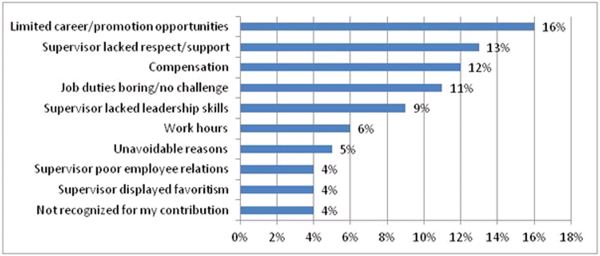 Limited career/promotion opportunities 16%
Supervisor lacked respect/support 13%
Compensation 12%
Job duties boring/no challenge 11%
Supervisor lacked leadership skills 9%
Work hours 6%
Unavoidable reasons 5%
Supervisor poor employee relations 4%
Supervisor displayed favoritism 4%
Not recognized for my contribution 4%
0% 2% 4% 6% 8% 10% 12% 14% 16% 18%